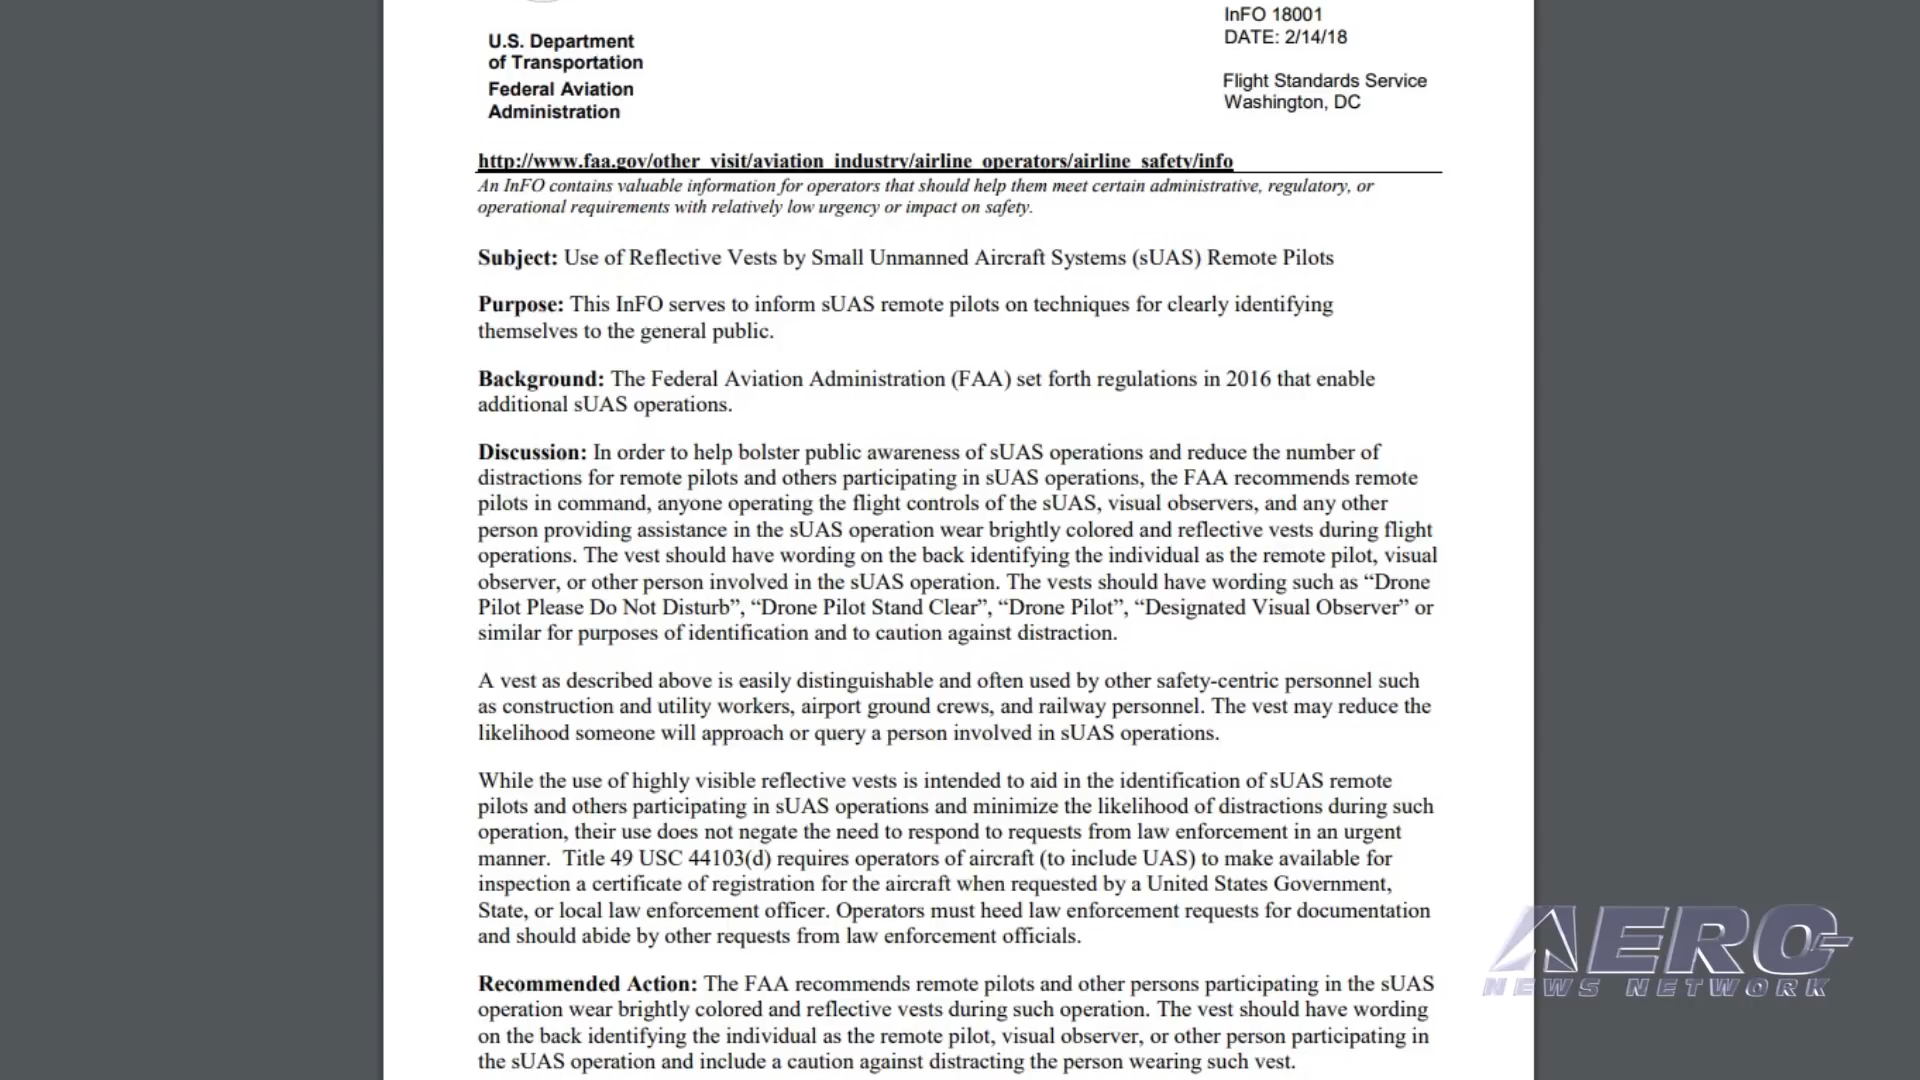 InFO 18001
DATE: 2/14/18
U.S. Department
of Transportation
Federal Aviation
Administration
Flight Standards Service
Washington, DC
http://www.faa.gov/other_visit/aviation_industry/airline_operators/airline_safety/info
An InFO contains valuable information for operators that should help them meet certain administrative, regulatory, or
operational requirements with relatively low urgency or impact on safety.
Subject: Use of Reflective Vests by Small Unmanned Aircraft Systems (sUAS) Remote Pilots
Purpose: This InFO serves to inform sUAS remote pilots on techniques for clearly identifying
themselves to the general public.
Background: The Federal Aviation Administration (FAA) set forth regulations in 2016 that enable
additional sUAS operations.
Discussion: In order to help bolster public awareness of sUAS operations and reduce the number of
distractions for remote pilots and others participating in sUAS operations, the FAA recommends remote
pilots in command, anyone operating the flight controls of the sUAS, visual observers, and any other
person providing assistance in the sUAS operation wear brightly colored and reflective vests during flight
operations. The vest should have wording on the back identifying the individual as the remote pilot, visual
observer, or other person involved in the sUAS operation. The vests should have wording such as “Drone
Pilot Please Do Not Disturb”, “Drone Pilot Stand Clear”, “Drone Pilot”, “Designated Visual Observer” or
similar for purposes of identification and to caution against distraction.
A vest as described above is easily distinguishable and often used by other safety-centric personnel such
as construction and utility workers, airport ground crews, and railway personnel. The vest may reduce the
likelihood someone will approach or query a person involved in sUAS operations.
While the use of highly visible reflective vests is intended to aid in the identification of sUAS remote
pilots and others participating in sUAS operations and minimize the likelihood of distractions during such
operation, their use does not negate the need to respond to requests from law enforcement in an urgent
manner.  Title 49 USC 44103(d) requires operators of aircraft (to include UAS) to make available for
inspection a certificate of registration for the aircraft when requested by a United States Government,
State, or local law enforcement officer. Operators must heed law enforcement requests for documentation
and should abide by other requests from law enforcement officials.
Recommended Action: The FAA recommends remote pilots and other persons participating in the sUAS
operation wear brightly colored and reflective vests during such operation. The vest should have wording
on the back identifying the individual as the remote pilot, visual observer, or other person participating in
the sUAS operation and include a caution against distracting the person wearing such vest.
AERO
NEWS NETWORK